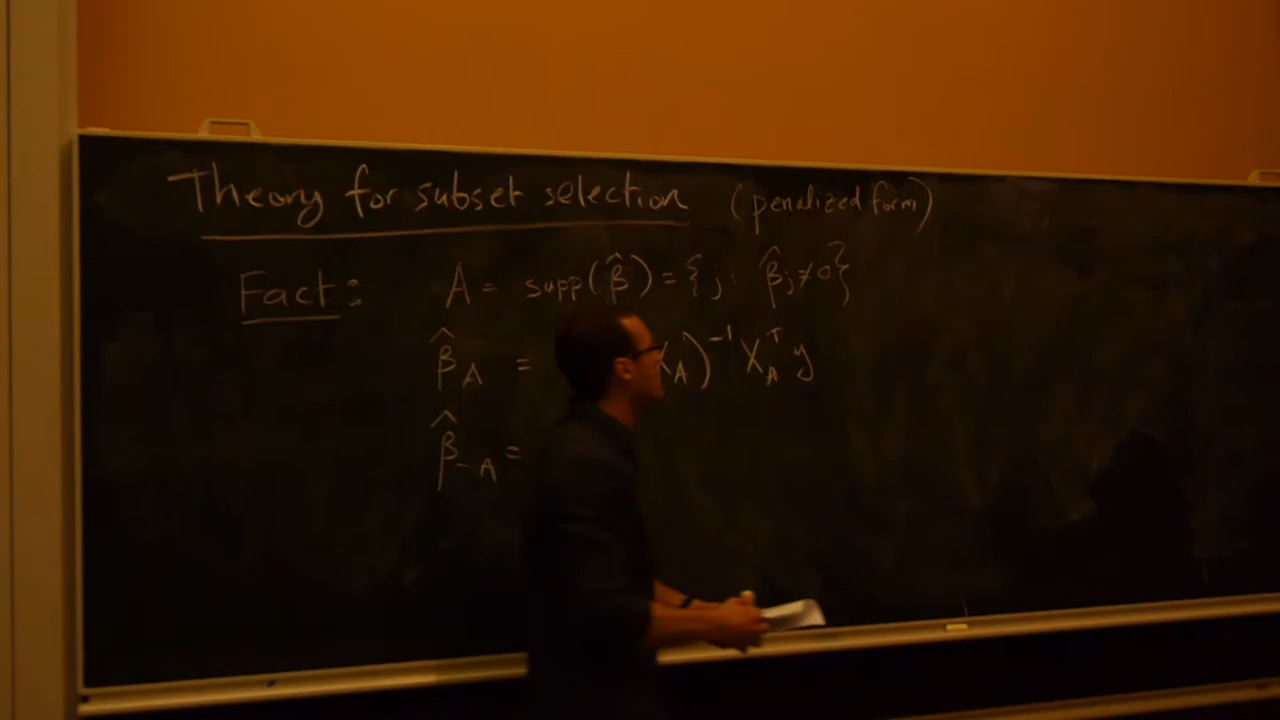 Theory for subset selection (penalized form)
Fact: A = supp(β̂) = {j : β̂j ≠ 0}
β̂_A = X_A)^{-1} X_A^T y
β̂_{-A} =